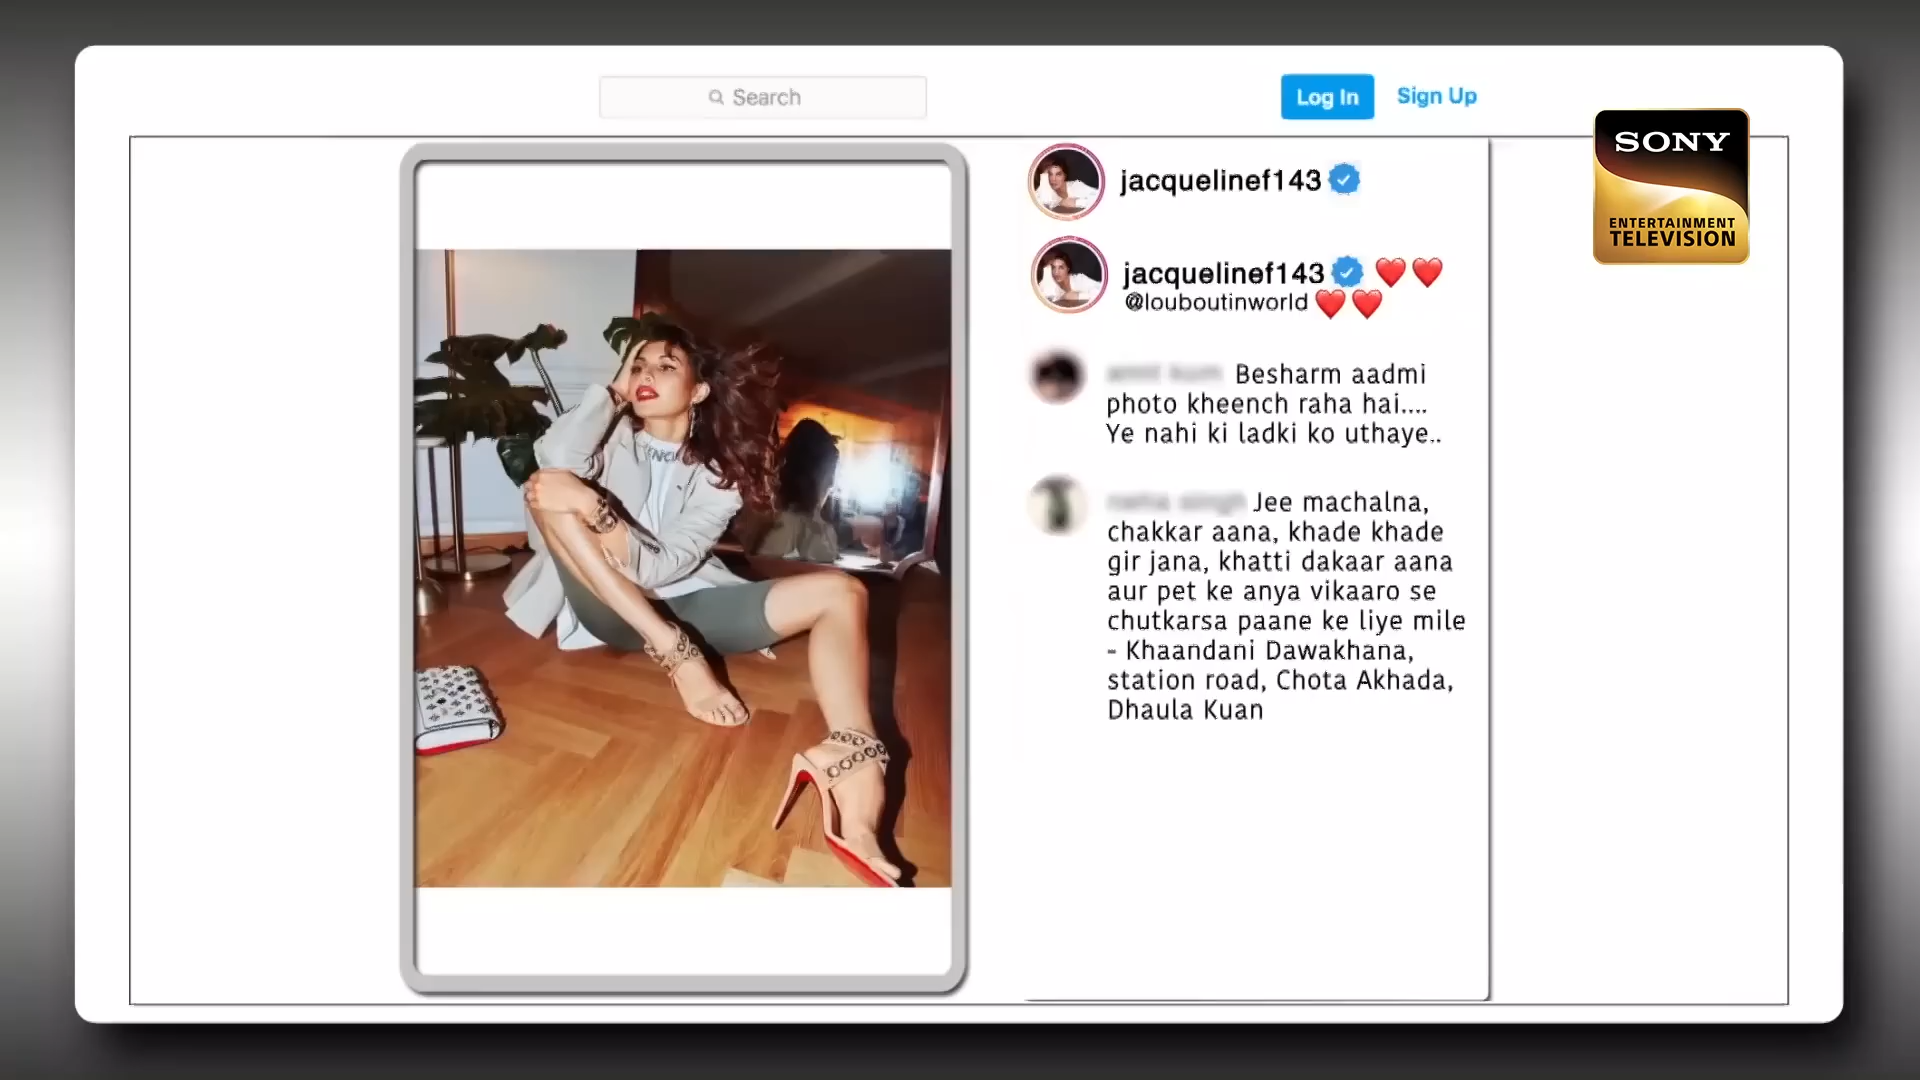 Search
Log In
Sign Up
SONY
ENTERTAINMENT
TELEVISION
jacquelinef143
jacquelinef143 ❤️❤️
@louboutinworld ❤️❤️
Besharm aadmi
photo kheench raha hai....
Ye nahi ki ladki ko uthaye..
Jee machalna,
chakkar aana, khade khade
gir jana, khatti dakaar aana
aur pet ke anya vikaaro se
chutkarsa paane ke liye mile
- Khaandani Dawakhana,
station road, Chota Akhada,
Dhaula Kuan